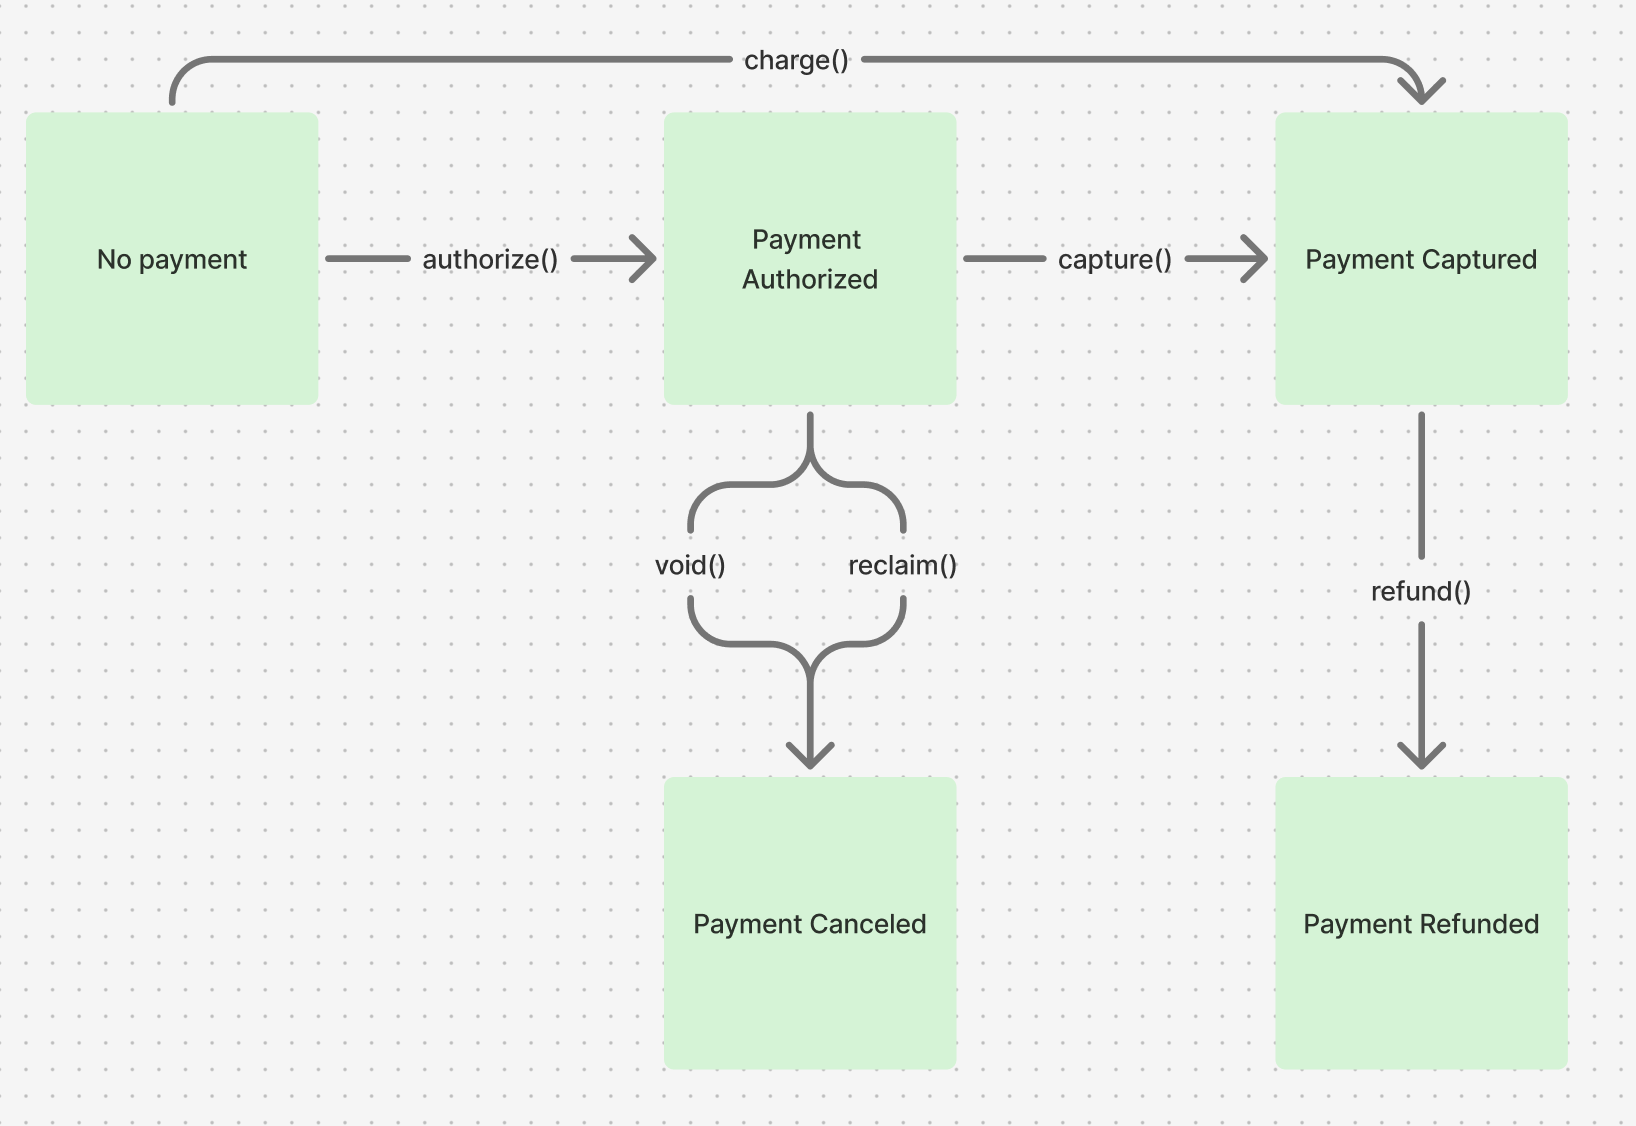 charge()
No payment
authorize()
Payment
Authorized
capture()
Payment Captured
void()
reclaim()
refund()
Payment Canceled
Payment Refunded